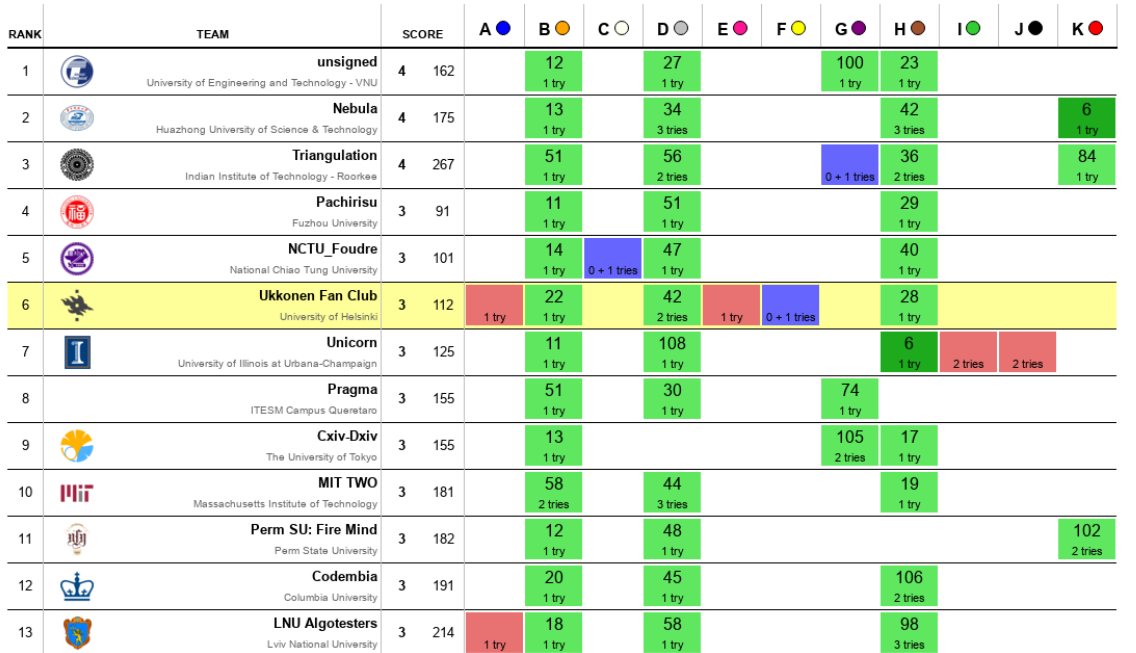 RANK TEAM SCORE A B C D E F G H I J K
1 unsigned 4 162 12 27 100 23
University of Engineering and Technology - VNU 1 try 1 try 1 try 1 try
2 Nebula 4 175 13 34 42 6
Huazhong University of Science & Technology 1 try 3 tries 3 tries 1 try
3 Triangulation 4 267 51 56 36 84
Indian Institute of Technology - Roorkee 1 try 2 tries 0 + 1 tries 2 tries 1 try
4 Pachirisu 3 91 11 51 29
Fuzhou University 1 try 1 try 1 try
5 NCTU_Foudre 3 101 14 47 40
National Chiao Tung University 1 try 0 + 1 tries 1 try 1 try
6 Ukkonen Fan Club 3 112 22 42 28
University of Helsinki 1 try 1 try 2 tries 1 try 0 + 1 tries 1 try
7 Unicorn 3 125 11 108 6
University of Illinois at Urbana-Champaign 1 try 1 try 1 try 2 tries 2 tries
8 Pragma 3 155 51 30 74
ITESM Campus Queretaro 1 try 1 try 1 try
9 Cxiv-Dxiv 3 155 13 105 17
The University of Tokyo 1 try 2 tries 1 try
10 MIT TWO 3 181 58 44 19
Massachusetts Institute of Technology 2 tries 3 tries 1 try
11 Perm SU: Fire Mind 3 182 12 48 102
Perm State University 1 try 1 try 2 tries
12 Codembia 3 191 20 45 106
Columbia University 1 try 1 try 2 tries
13 LNU Algotesters 3 214 18 58 98
Lviv National University 1 try 1 try 1 try 3 tries